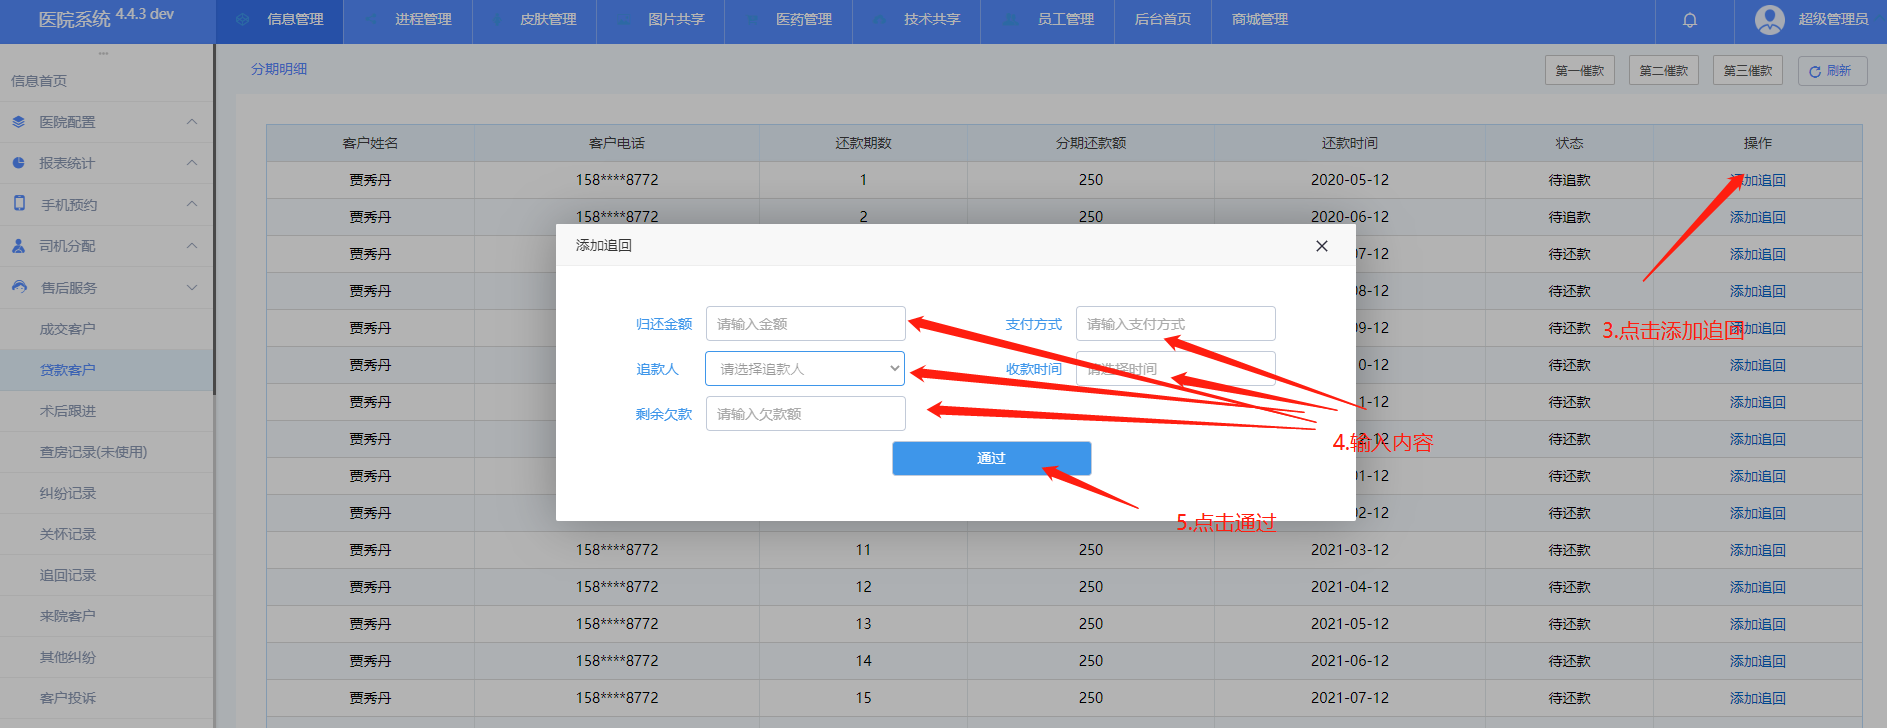 医院系统 4.4.3 dev
信息管理 进程管理 皮肤管理 图片共享 医药管理 技术共享 员工管理 后台首页 商城管理 超级管理员
信息首页
医院配置
报表统计
手机预约
司机分配
售后服务
成交客户
贷款客户
术后跟进
查房记录(未使用)
纠纷记录
关怀记录
追回记录
来院客户
其他纠纷
客户投诉
分期明细 第一催款 第二催款 第三催款 刷新
客户姓名 客户电话 还款期数 分期还款额 还款时间 状态 操作
贾秀丹 158****8772 1 250 2020-05-12 待追款 添加追回
贾秀丹 158****8772 2 250 2020-06-12 待追款 添加追回
贾秀丹 7-12 待还款 添加追回
贾秀丹 08-12 待还款 添加追回
贾秀丹 09-12 待还款 添加追回
贾秀丹 0-12 待还款 添加追回
贾秀丹 1-12 待还款 添加追回
贾秀丹 2-12 待还款 添加追回
贾秀丹 01-12 待还款 添加追回
贾秀丹 02-12 待还款 添加追回
贾秀丹 158****8772 11 250 2021-03-12 待还款 添加追回
贾秀丹 158****8772 12 250 2021-04-12 待还款 添加追回
贾秀丹 158****8772 13 250 2021-05-12 待还款 添加追回
贾秀丹 158****8772 14 250 2021-06-12 待还款 添加追回
贾秀丹 158****8772 15 250 2021-07-12 待还款 添加追回
添加追回
归还金额 请输入金额 支付方式 请输入支付方式
追款人 请选择追款人 收款时间 请选择时间
剩余欠款 请输入欠款额
通过
3.点击添加追回
4.输入内容
5.点击通过